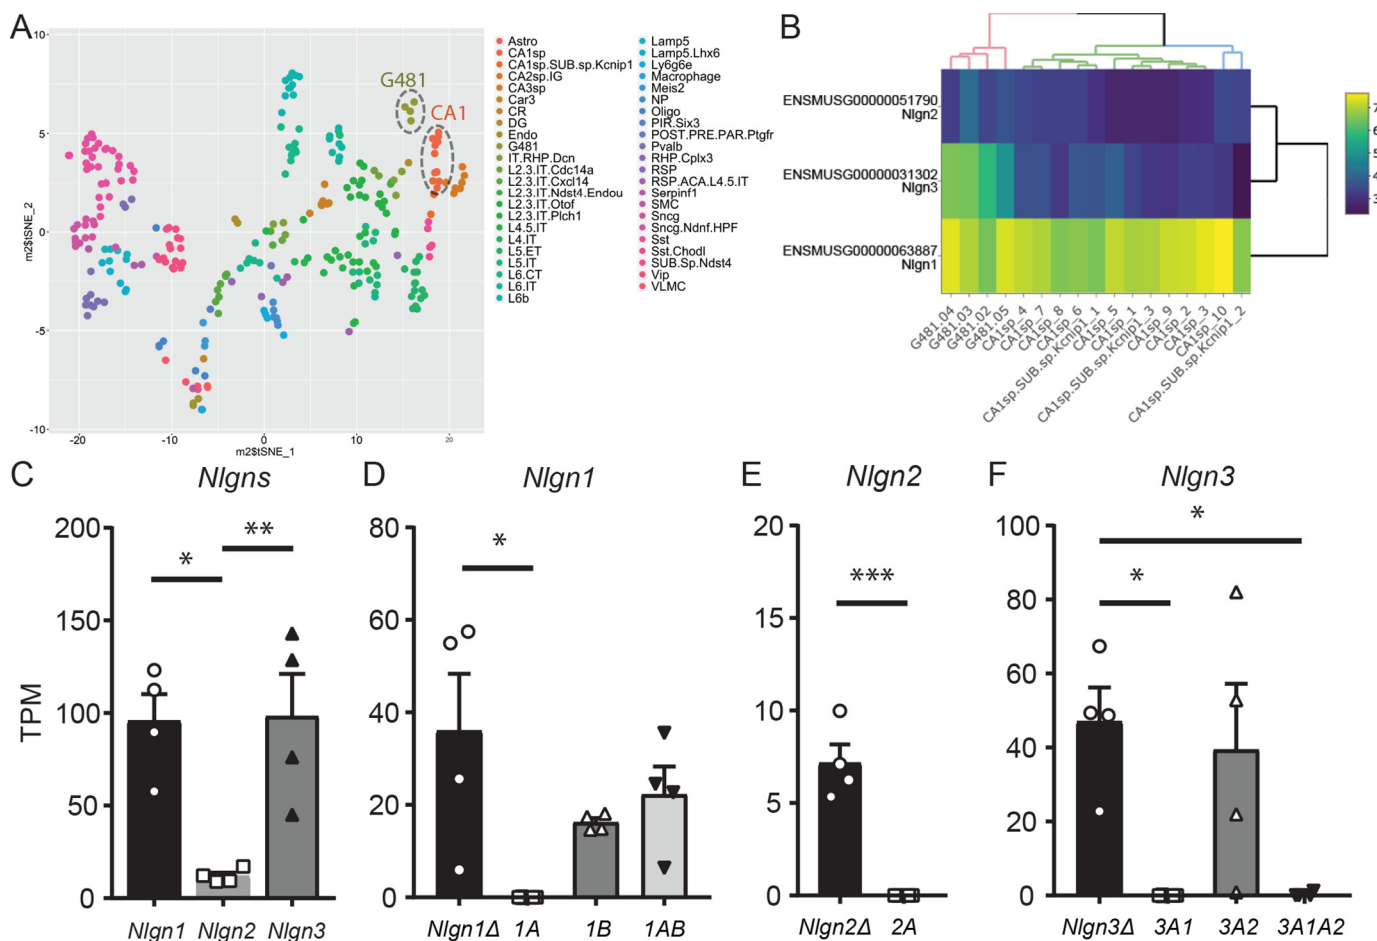 A
10
5
0
-5
-10
-21
-10
0
10
20
m2$tSNE_2
m2$tSNE_1
G481
CA1
Astro
CA1sp
CA1sp.SUB.sp.Kcnip1
CA2sp.IG
CA3sp
Car3
CR
DG
Endo
G481
IT.RHP.Dcn
L2.3.IT.Cdc14a
L2.3.IT.Cxcl14
L2.3.IT.Ndst4.Endou
L2.3.IT.Otof
L2.3.IT.Plch1
L4.5.IT
L4.IT
L5.ET
L5.IT
L6.CT
L6.IT
L6b
Lamp5
Lamp5.Lhx6
Ly6g6e
Macrophage
Meis2
NP
Oligo
PIR.Six3
POST.PRE.PAR.Ptgfr
Pvalb
RHP.Cplx3
RSP
RSP.ACA.L4.5.IT
Serpinf1
SMC
Sncg
Sncg.Ndnf.HPF
Sst
Sst.Chodl
SUB.Sp.Ndst4
Vip
VLMC
B
ENSMUSG00000051790
Nlgn2
ENSMUSG00000031302
Nlgn3
ENSMUSG00000063887
Nlgn1
7
6
5
4
3
G481_04
G481_03
G481_02
G481_05
CA1sp_4
CA1sp_7
CA1sp_8
CA1sp_6
CA1sp.SUB.sp.Kcnip1_1
CA1sp_5
CA1sp_1
CA1sp.SUB.sp.Kcnip1_3
CA1sp_9
CA1sp_2
CA1sp_3
CA1sp_10
CA1sp.SUB.sp.Kcnip1_2
C
Nlgns
TPM
200
150
100
50
0
*
**
Nlgn1 Nlgn2 Nlgn3
D
Nlgn1
80
60
40
20
0
*
Nlgn1Δ 1A 1B 1AB
E
Nlgn2
20
15
10
5
0
***
Nlgn2Δ 2A
F
Nlgn3
100
80
60
40
20
0
*
*
Nlgn3Δ 3A1 3A2 3A1A2